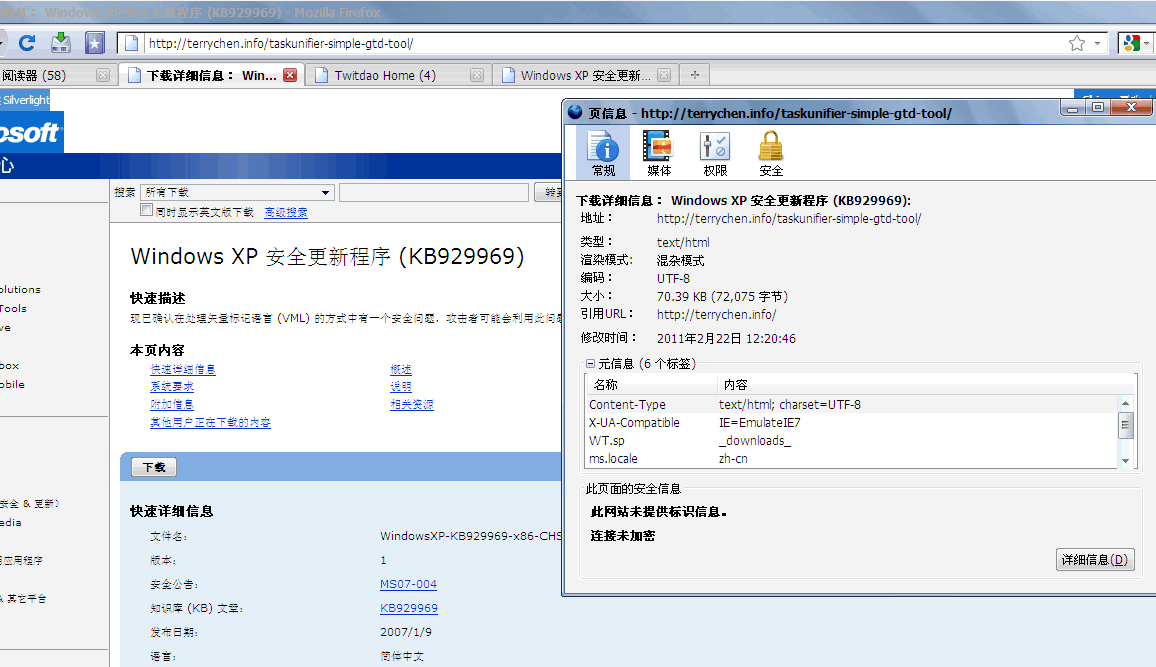 Windows XP 安全更新程序 (KB929969) - Mozilla Firefox
http://terrychen.info/taskunifier-simple-gtd-tool/
阅读器 (58)
下载详细信息： Win...
Twitdao Home (4)
Windows XP 安全更新...
Silverlight
osoft
心
搜索
所有下载
同时显示英文版下载
高级搜索
Windows XP 安全更新程序 (KB929969)
快速描述
现已确认在处理矢量标记语言 (VML) 的方式中有一个安全问题，攻击者可能会利用此问
本页内容
快速详细信息
概述
系统要求
说明
附加信息
相关资源
其他用户正在下载的内容
下载
快速详细信息
文件名:
WindowsXP-KB929969-x86-CHS
版本:
1
安全公告:
MS07-004
知识库 (KB) 文章:
KB929969
发布日期:
2007/1/9
语言:
简体中文
olutions
Tools
ve
box
obile
安全 & 更新)
edia
应用程序
& 其它平台
页信息 - http://terrychen.info/taskunifier-simple-gtd-tool/
常规
媒体
权限
安全
下载详细信息： Windows XP 安全更新程序 (KB929969):
地址：
http://terrychen.info/taskunifier-simple-gtd-tool/
类型：
text/html
渲染模式：
混杂模式
编码：
UTF-8
大小：
70.39 KB (72,075 字节)
引用URL：
http://terrychen.info/
修改时间：
2011年2月22日 12:20:46
元信息 (6 个标签)
名称
内容
Content-Type
text/html; charset=UTF-8
X-UA-Compatible
IE=EmulateIE7
WT.sp
_downloads_
ms.locale
zh-cn
此页面的安全信息
此网站未提供标识信息。
连接未加密
详细信息(D)